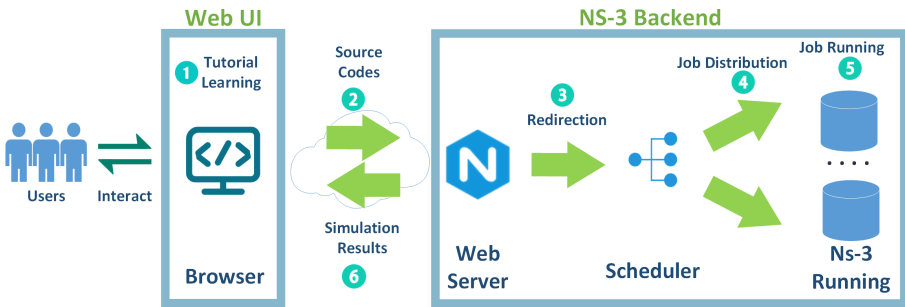 Web UI
NS-3 Backend
1 Tutorial
Learning
Source
Codes
2
3
Redirection
Job Distribution
4
Job Running
5
</>
N
Users
Interact
Simulation
Results
6
Browser
Web
Server
Scheduler
....
Ns-3
Running